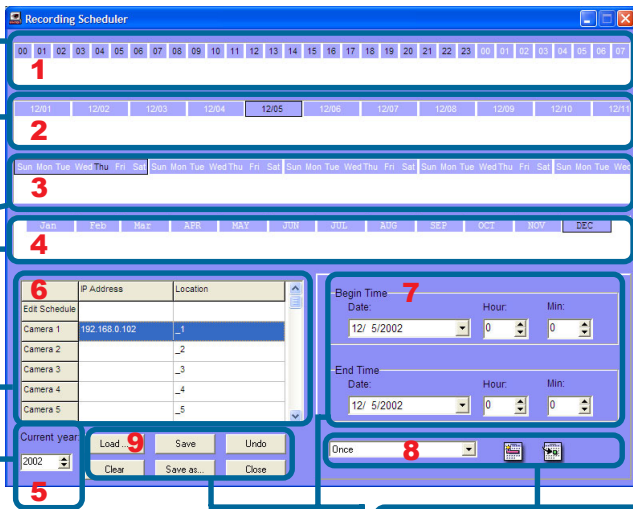 Recording Scheduler
00 01 02 03 04 05 06 07 08 09 10 11 12 13 14 15 16 17 18 19 20 21 22 23 00 01 02 03 04 05 06 07
1
12/01 12/02 12/03 12/04 12/05 12/06 12/07 12/08 12/09 12/10 12/11
2
Sun Mon Tue Wed Thu Fri Sat Sun Mon Tue Wed Thu Fri Sat Sun Mon Tue Wed Thu Fri Sat Sun Mon Tue Wed Thu Fri Sat Sun Mon Tue Wed
3
Jan Feb Mar APR MAY JUN JUL AUG SEP OCT NOV DEC
4
6 IP Address Location
Edit Schedule
Camera 1 192.168.0.102 _1
Camera 2 _2
Camera 3 _3
Camera 4 _4
Camera 5 _5
7
Begin Time
Date: Hour: Min:
12/ 5/2002 0 0
End Time
Date: Hour: Min:
12/ 5/2002 0 0
Current year:
2002
5
Load ... 9 Save Undo
Clear Save as... Close
Once 8